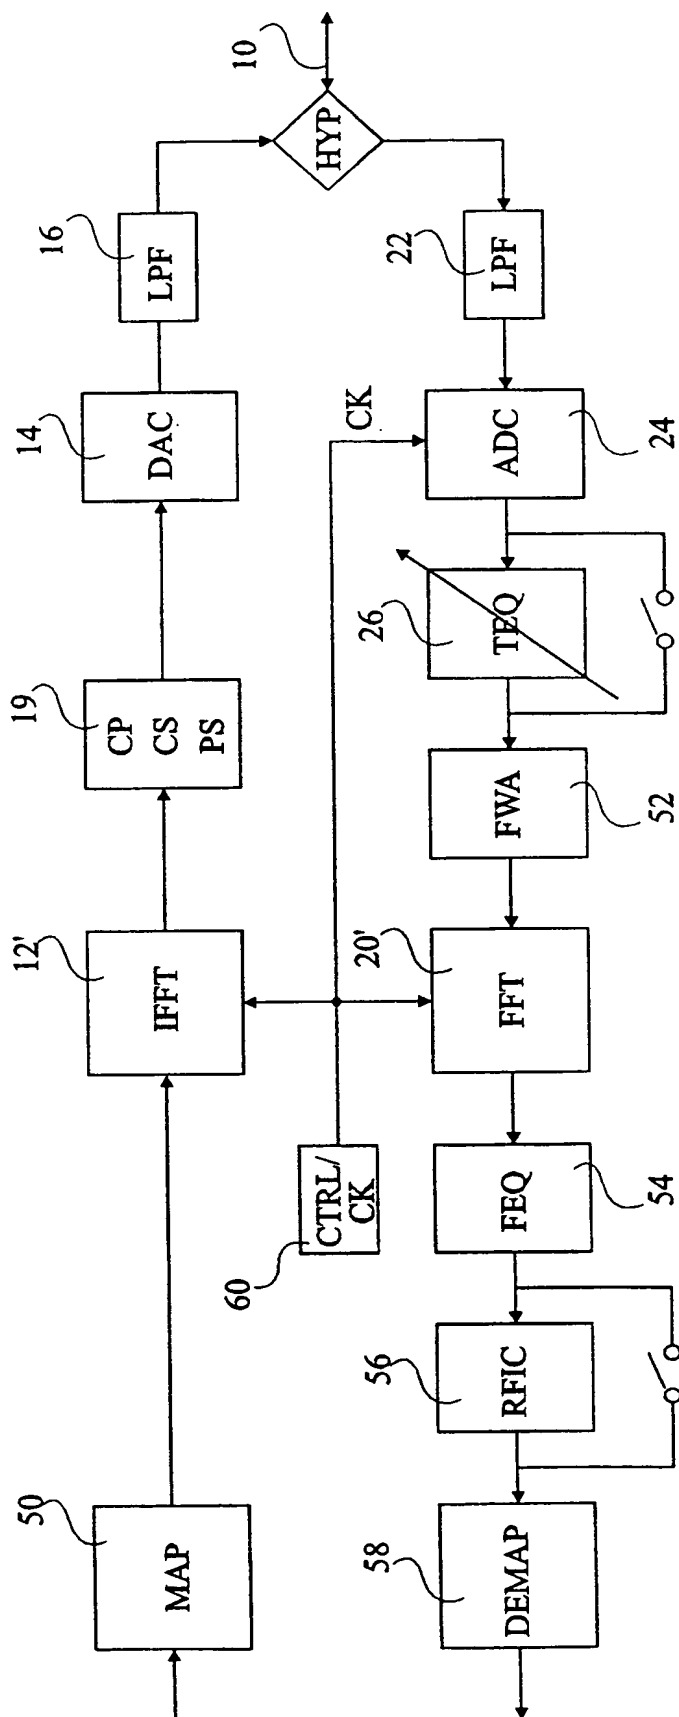 50
MAP
12'
IFFT
19
CP
CS
PS
14
DAC
16
LPF
10
HYP
60
CTRL/
CK
CK
58
DEMAP
56
RFIC
FEQ
54
20'
FFT
FWA
52
26
TEQ
ADC
24
22
LPF